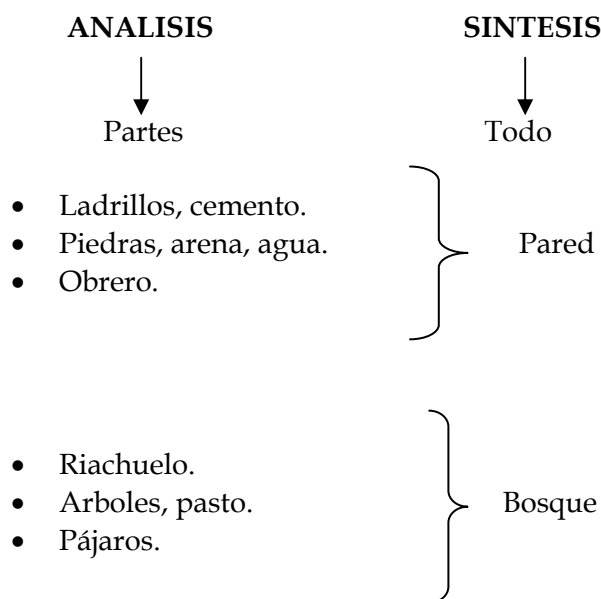 ANALISIS SINTESIS
Partes Todo
• Ladrillos, cemento.
• Piedras, arena, agua. Pared
• Obrero.
• Riachuelo.
• Arboles, pasto. Bosque
• Pájaros.